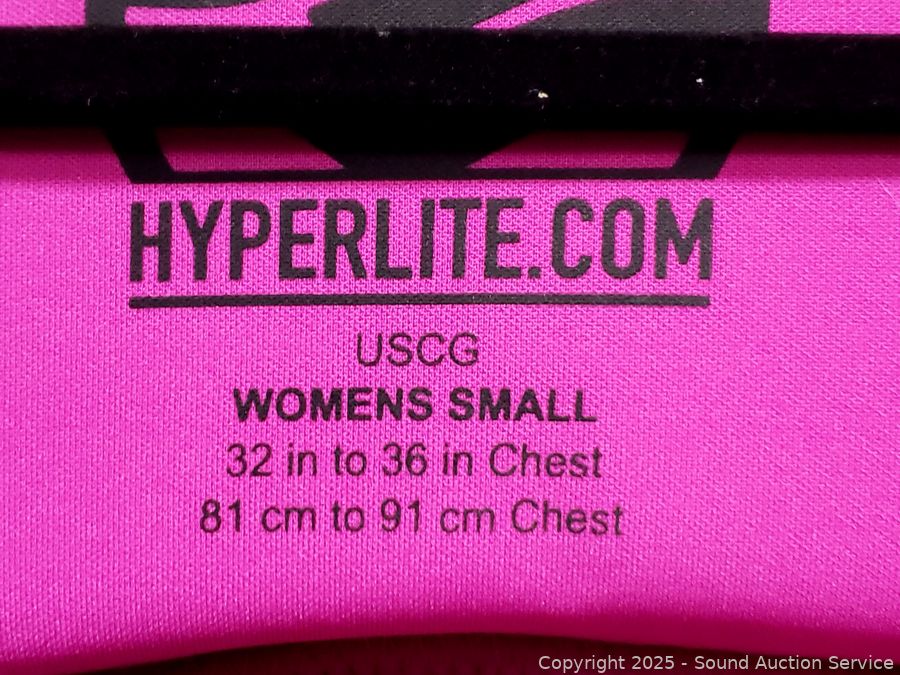 HYPERLITE.COM
USCG
WOMENS SMALL
32 in to 36 in Chest
81 cm to 91 cm Chest
Copyright 2025 - Sound Auction Service